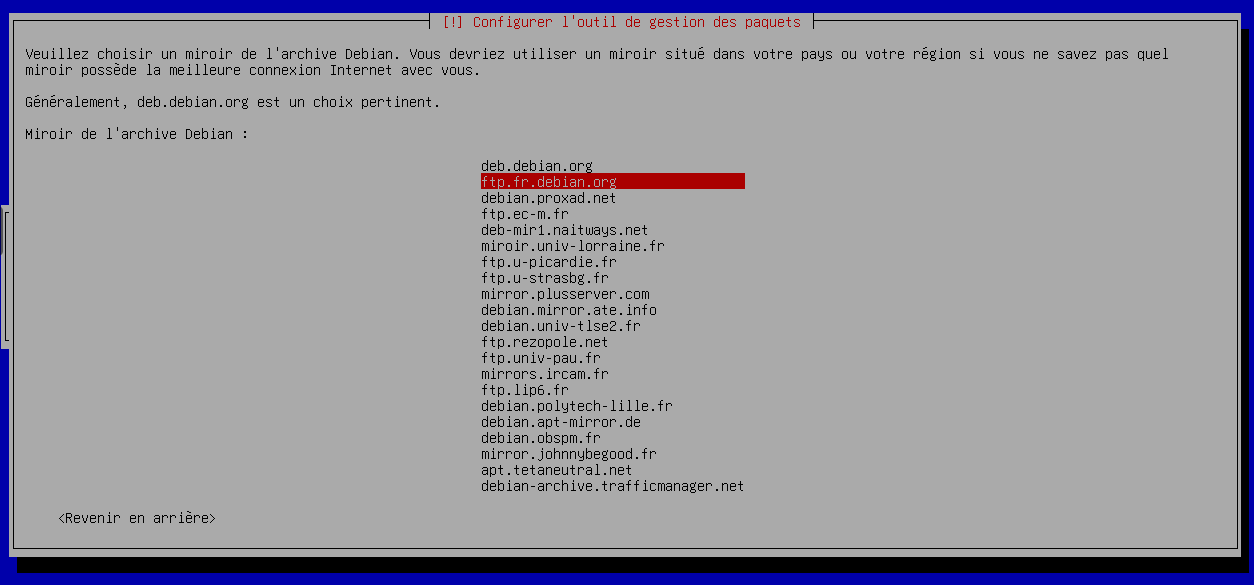 [!] Configurer l'outil de gestion des paquets
Veuillez choisir un miroir de l'archive Debian. Vous devriez utiliser un miroir situé dans votre pays ou votre région si vous ne savez pas quel
miroir possède la meilleure connexion Internet avec vous.
Généralement, deb.debian.org est un choix pertinent.
Miroir de l'archive Debian :
deb.debian.org
ftp.fr.debian.org
debian.proxad.net
ftp.ec-m.fr
deb-mir1.naitways.net
miroir.univ-lorraine.fr
ftp.u-picardie.fr
ftp.u-strasbg.fr
mirror.plusserver.com
debian.mirror.ate.info
debian.univ-tlse2.fr
ftp.rezopole.net
ftp.univ-pau.fr
mirrors.ircam.fr
ftp.lip6.fr
debian.polytech-lille.fr
debian.apt-mirror.de
debian.obspm.fr
mirror.johnnybegood.fr
apt.tetaneutral.net
debian-archive.trafficmanager.net
<Revenir en arrière>